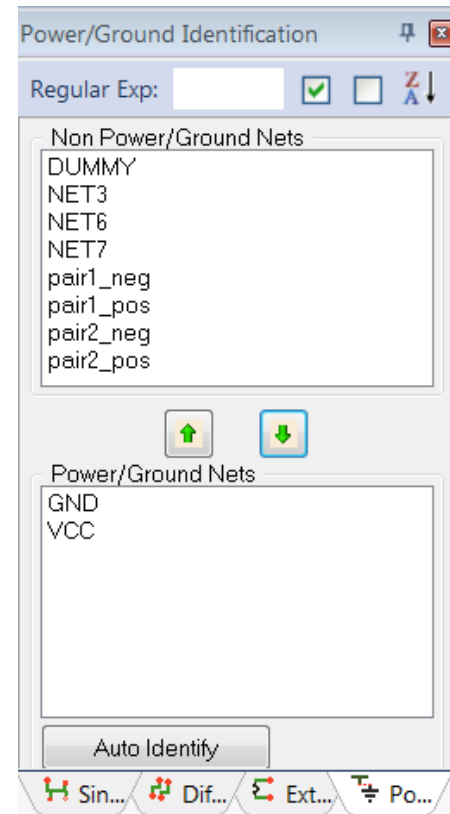 Power/Ground Identification
Regular Exp:
Z
A
Non Power/Ground Nets
DUMMY
NET3
NET6
NET7
pair1_neg
pair1_pos
pair2_neg
pair2_pos
Power/Ground Nets
GND
VCC
Auto Identify
Sin... Dif... Ext... Po...